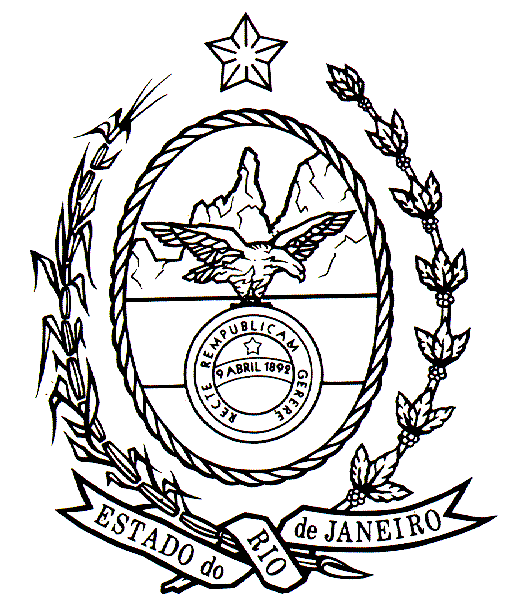 RECTE REMPUBLICAM GERERE
9 ABRIL 1892
ESTADO do RIO de JANEIRO